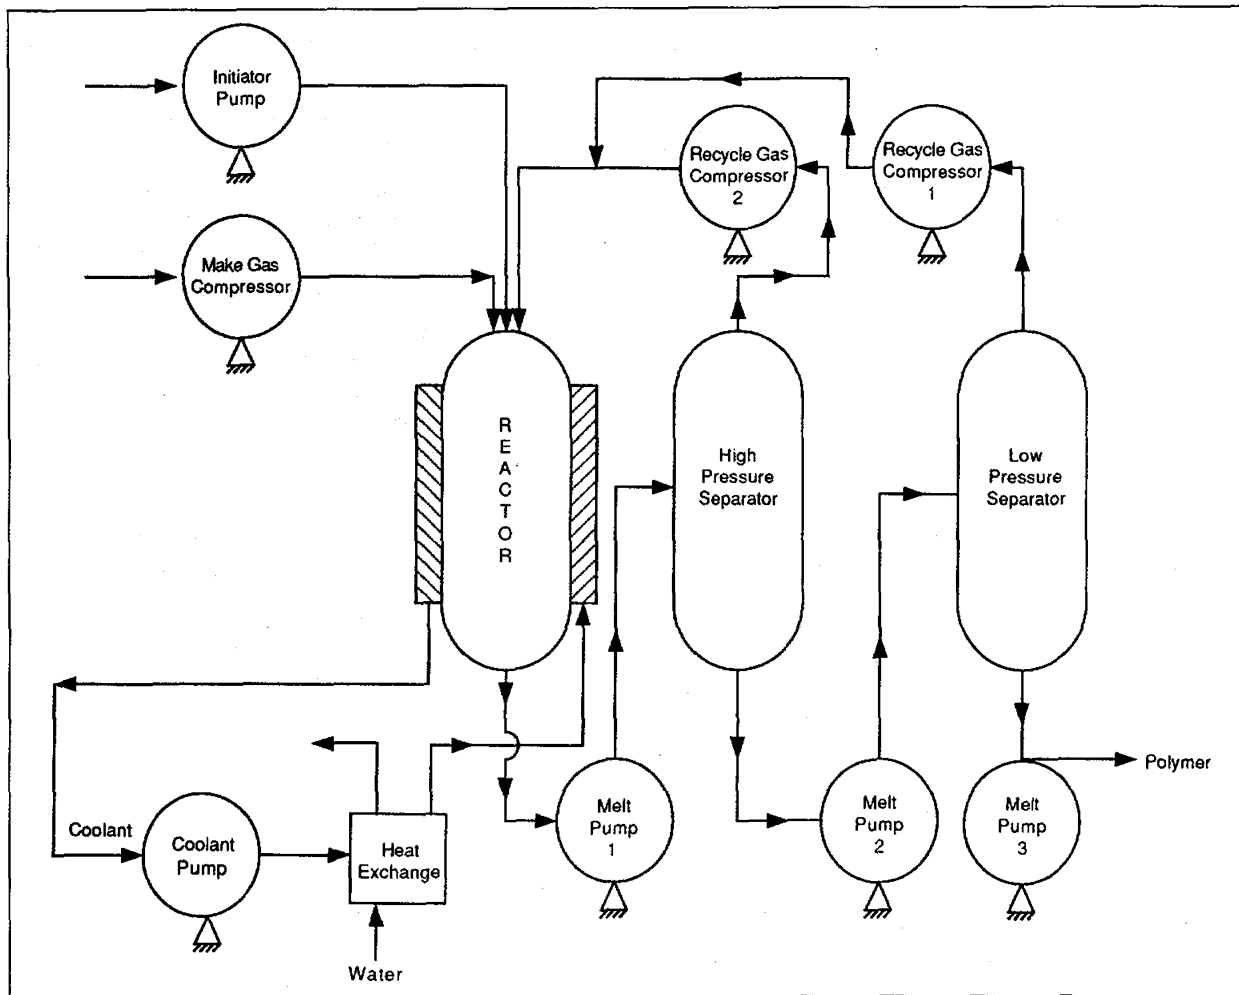 Initiator
Pump
Recycle Gas
Compressor
2
Recycle Gas
Compressor
1
Make Gas
Compressor
R
E
A
C
T
O
R
High
Pressure
Separator
Low
Pressure
Separator
Polymer
Coolant
Coolant
Pump
Heat
Exchange
Melt
Pump
1
Melt
Pump
2
Melt
Pump
3
Water